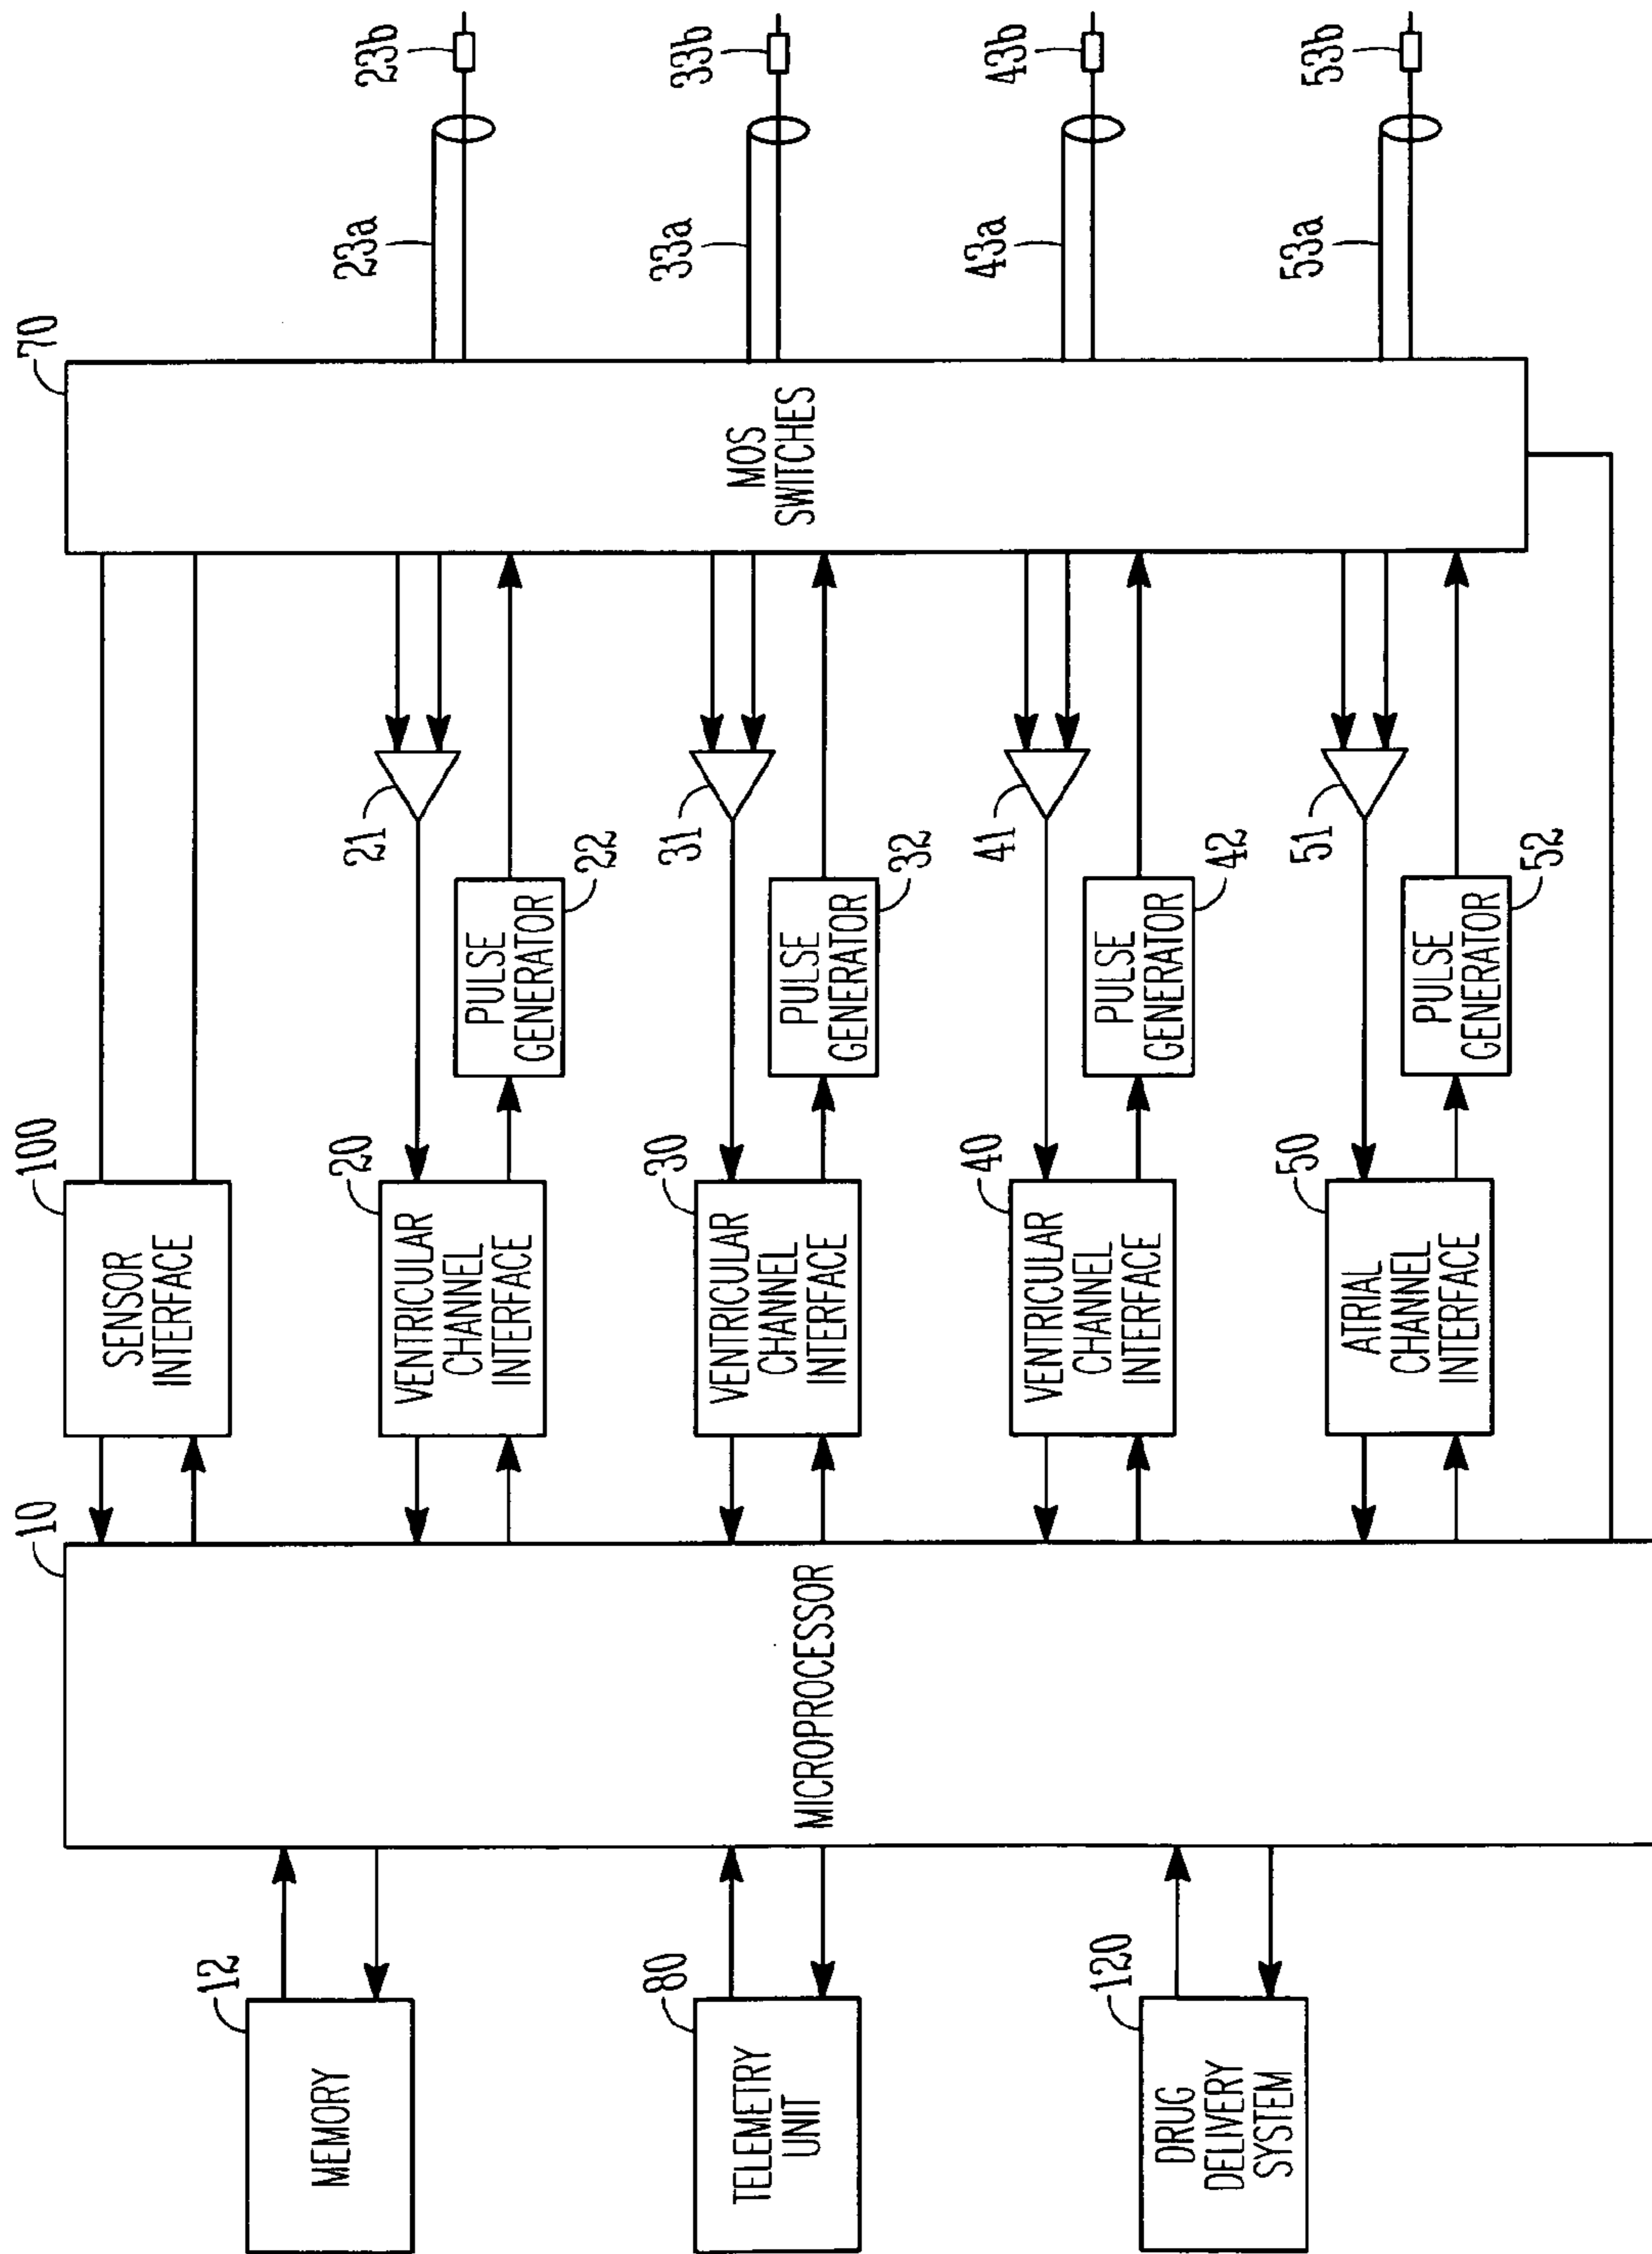 23b
33b
43b
53b
23a
33a
43a
53a
70
MOS
SWITCHES
21
31
41
51
22
32
42
52
PULSE
GENERATOR
PULSE
GENERATOR
PULSE
GENERATOR
PULSE
GENERATOR
100
20
30
40
50
SENSOR
INTERFACE
VENTRICULAR
CHANNEL
INTERFACE
VENTRICULAR
CHANNEL
INTERFACE
VENTRICULAR
CHANNEL
INTERFACE
ATRIAL
CHANNEL
INTERFACE
10
MICROPROCESSOR
12
80
120
MEMORY
TELEMETRY
UNIT
DRUG
DELIVERY
SYSTEM